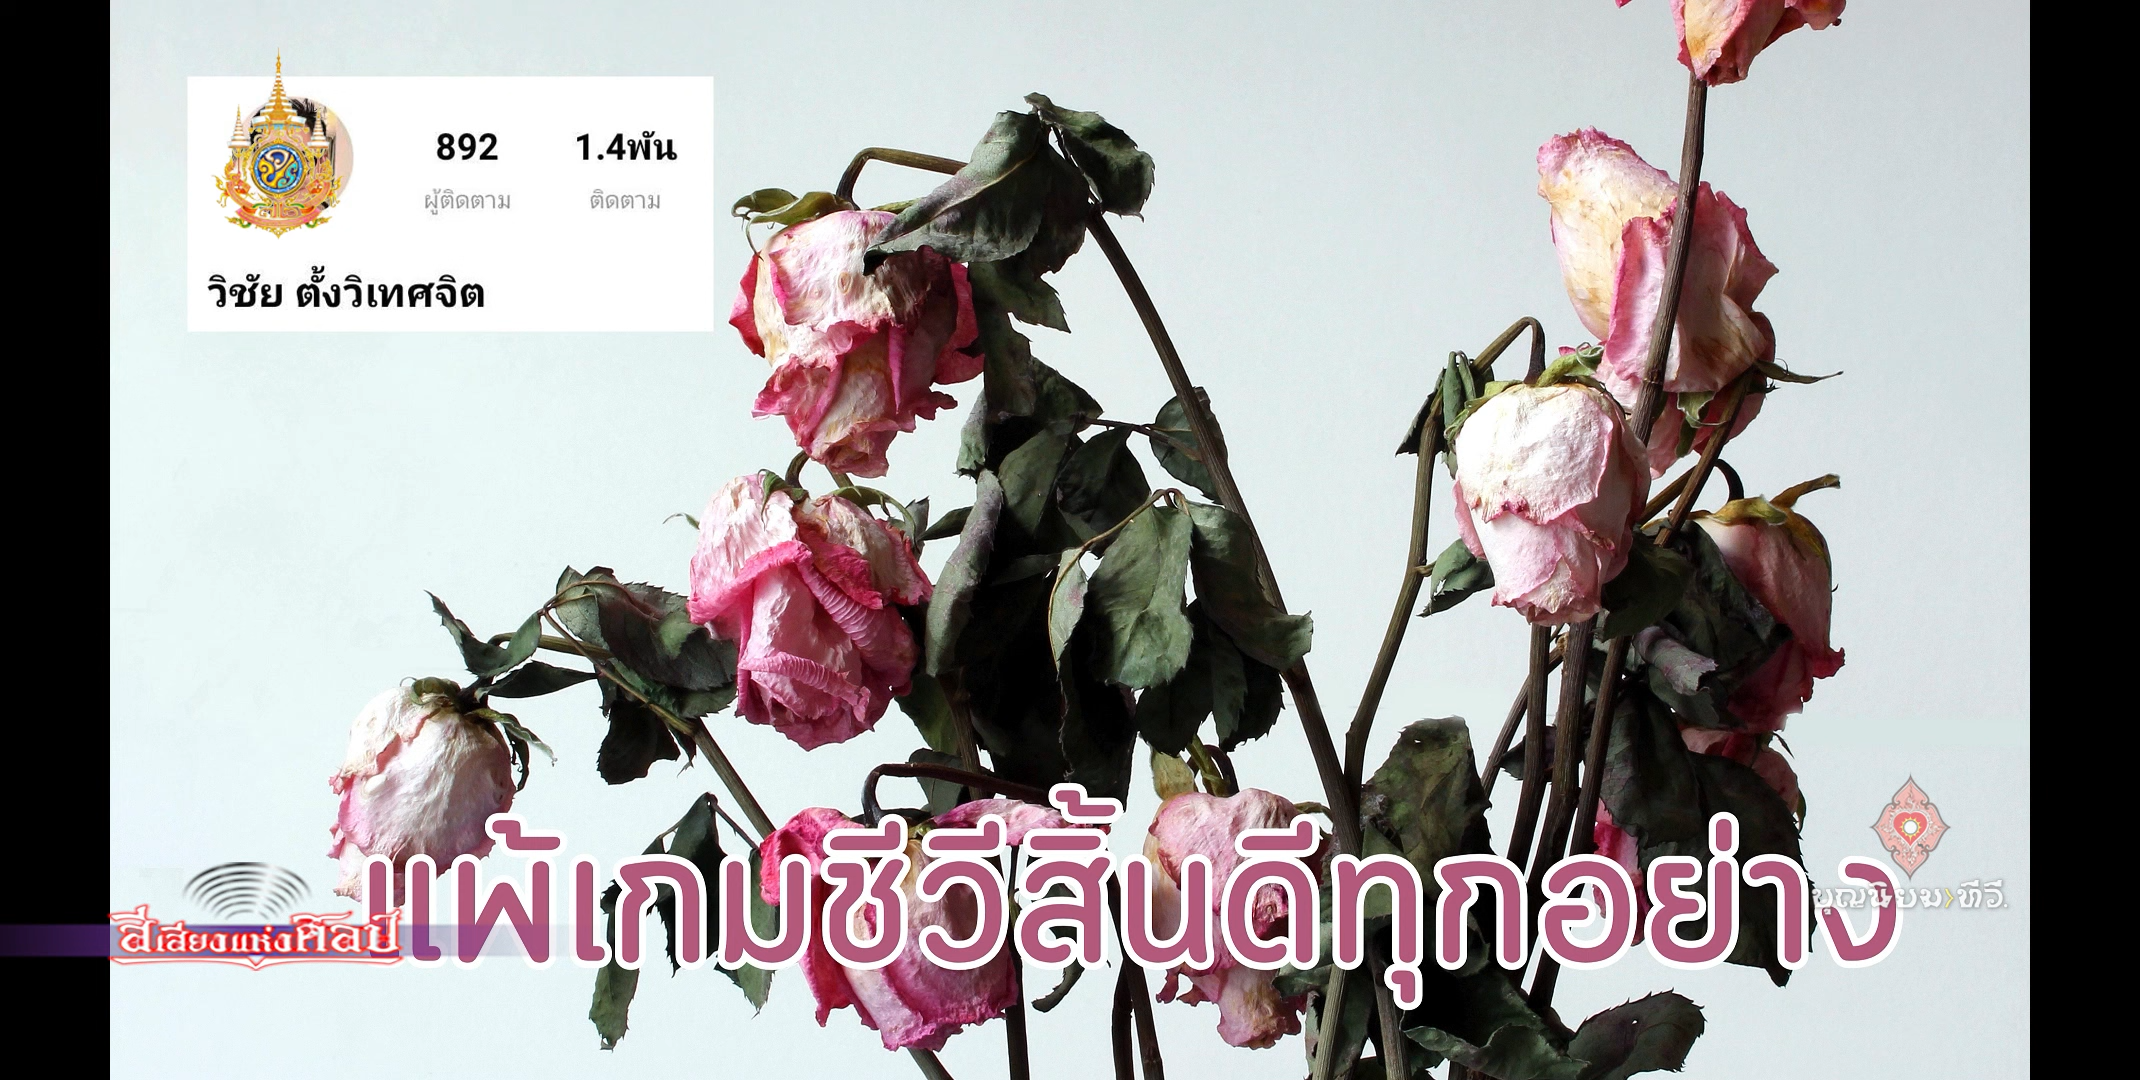 892 1.4พัน
ผู้ติดตาม ติดตาม
วิชัย ตั้งวิเทศจิต
แพ้เกมชีวีสิ้นดีทุกอย่าง
สี่เสียงแห่งศิลป์
บุญนิยม>ทีวี.